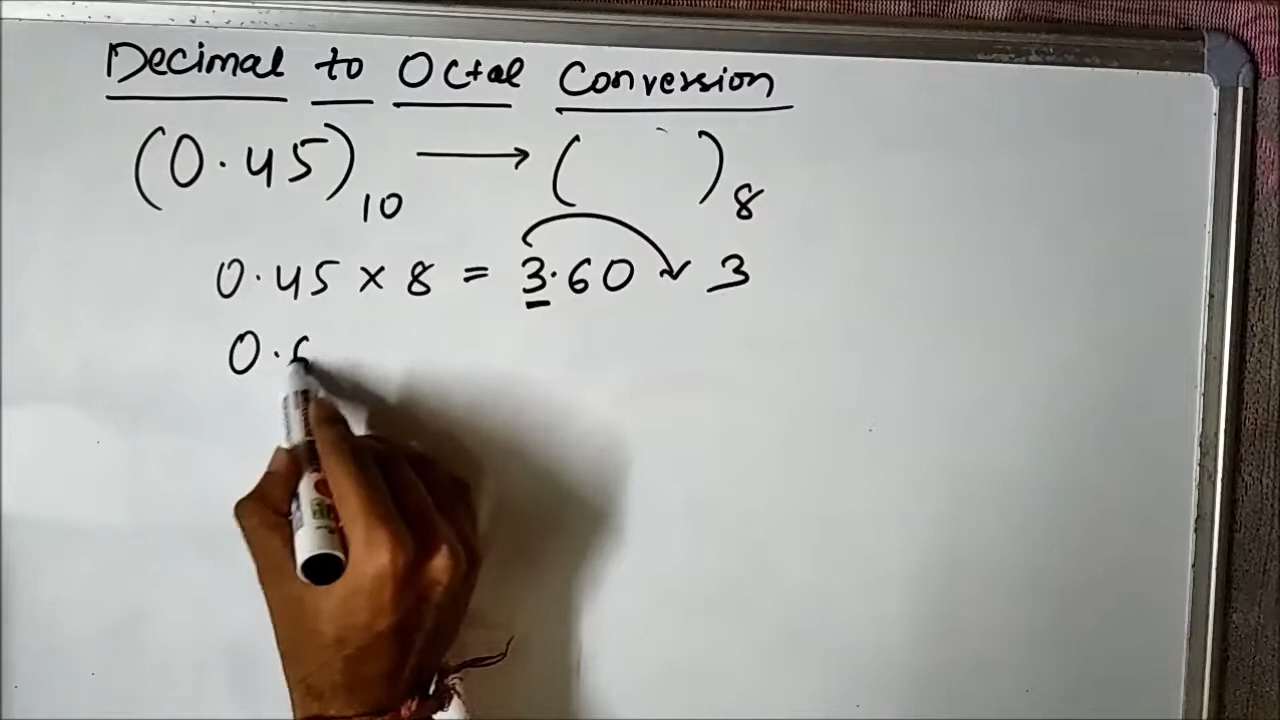 Decimal to Octal Conversion
(0.45)10 → ( )8
0.45 × 8 = 3.60 → 3
0.6